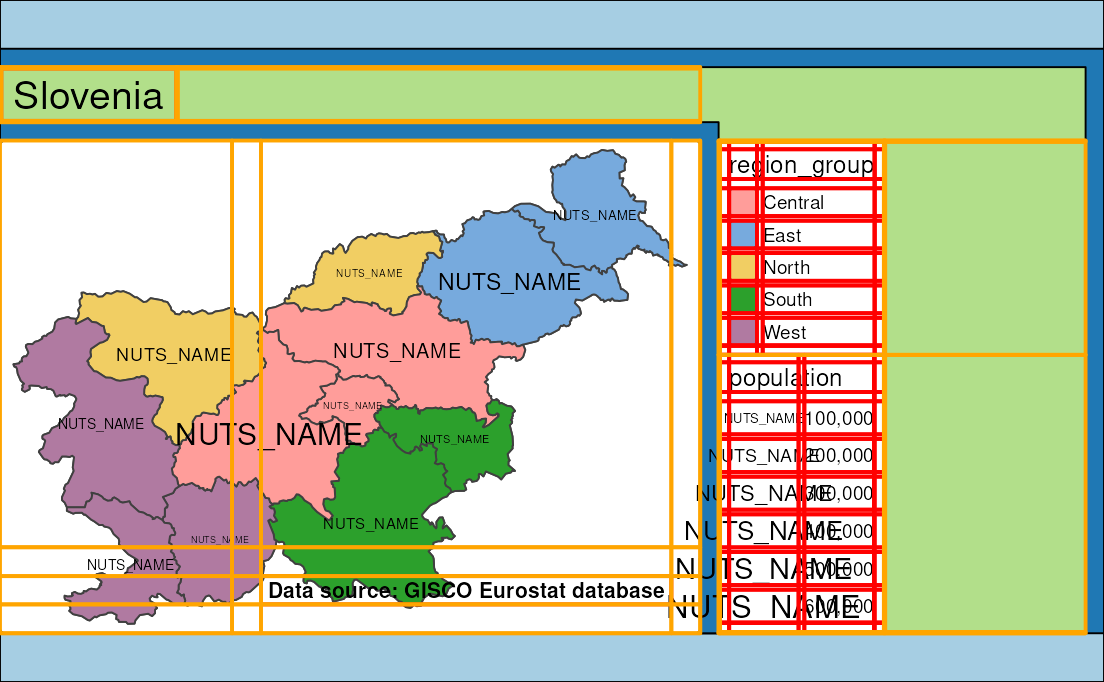 Slovenia
NUTS_NAME
NUTS_NAME
NUTS_NAME
NUTS_NAME
NUTS_NAME
NUTS_NAME
NUTS_NAME
NUTS_NAME
NUTS_NAME
NUTS_NAME
NUTS_NAME
NUTS_NAME
Data source: GISCO Eurostat database
region_group
Central
East
North
South
West
population
NUTS_NAME 100,000
NUTS_NAME 200,000
NUTS_NAME 300,000
NUTS_NAME 400,000
NUTS_NAME 500,000
NUTS_NAME 600,000